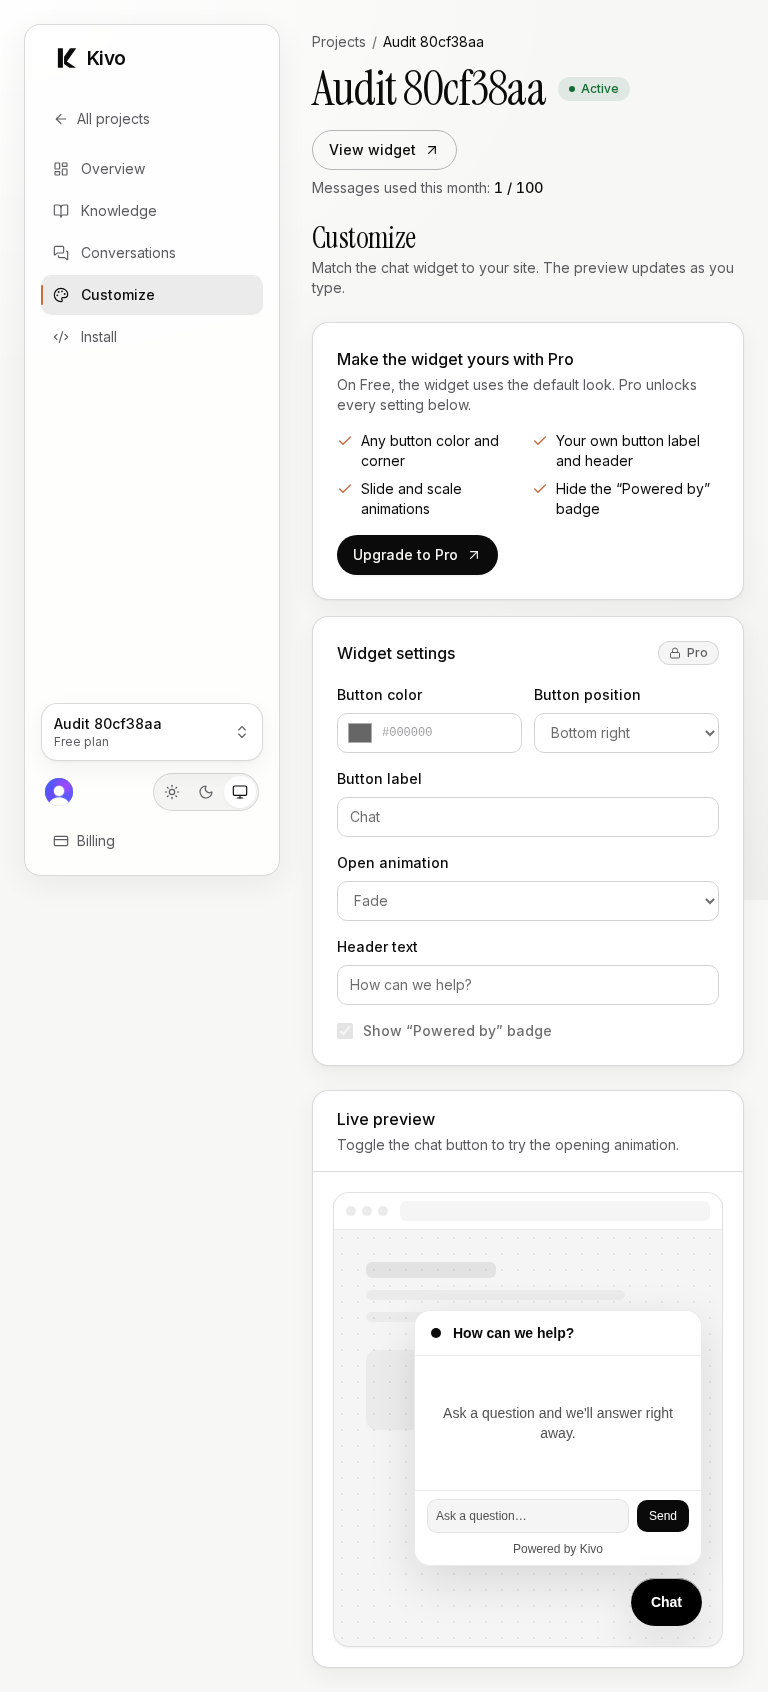 Kivo
All projects
Overview
Knowledge
Conversations
Customize
Install
Audit 80cf38aa
Free plan
Billing
Projects / Audit 80cf38aa
Audit 80cf38aa
Active
View widget
Messages used this month: 1 / 100
Customize
Match the chat widget to your site. The preview updates as you
type.
Make the widget yours with Pro
On Free, the widget uses the default look. Pro unlocks
every setting below.
Any button color and
corner
Your own button label
and header
Slide and scale
animations
Hide the “Powered by”
badge
Upgrade to Pro
Widget settings
Pro
Button color
Button position
#000000
Bottom right
Button label
Chat
Open animation
Fade
Header text
How can we help?
Show “Powered by” badge
Live preview
Toggle the chat button to try the opening animation.
How can we help?
Ask a question and we'll answer right
away.
Ask a question…
Send
Powered by Kivo
Chat